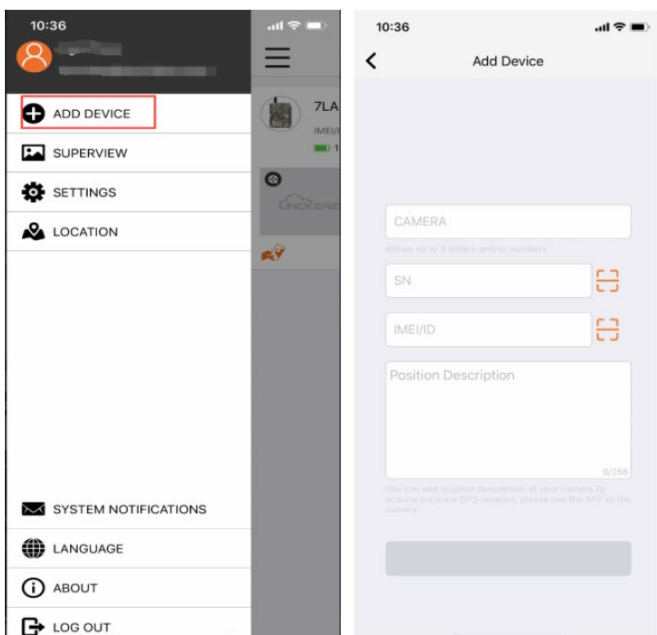 10:36
ADD DEVICE
SUPERVIEW
SETTINGS
LOCATION
SYSTEM NOTIFICATIONS
LANGUAGE
ABOUT
LOG OUT
7LA
IMEI/I
1
10:36
Add Device
CAMERA
Allows up to 8 letters and/or numbers
SN
IMEI/ID
Position Description
0/256
You can add location description of your camera.To
acquire accurate GPS location, please use the APP or the
camera